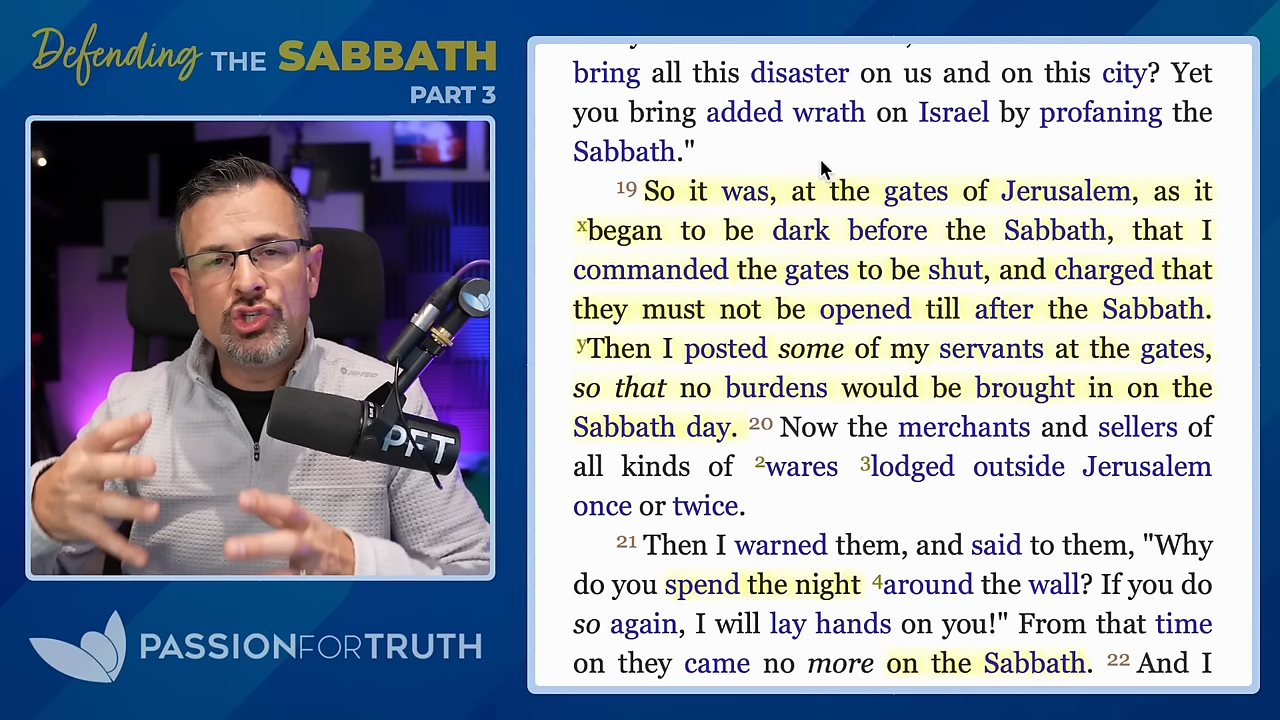 Defending THE SABBATH
PART 3
HI-TEC
PFT
PASSIONFORTRUTH
bring all this disaster on us and on this city? Yet
you bring added wrath on Israel by profaning the
Sabbath."
19 So it was, at the gates of Jerusalem, as it
x began to be dark before the Sabbath, that I
commanded the gates to be shut, and charged that
they must not be opened till after the Sabbath.
y Then I posted some of my servants at the gates,
so that no burdens would be brought in on the
Sabbath day. 20 Now the merchants and sellers of
all kinds of 2wares 3lodged outside Jerusalem
once or twice.
21 Then I warned them, and said to them, "Why
do you spend the night 4around the wall? If you do
so again, I will lay hands on you!" From that time
on they came no more on the Sabbath. 22 And I